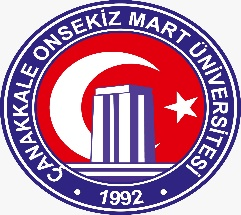 ÇANAKKALE ONSEKİZ MART ÜNİVERSİTESİ
• 1992 •